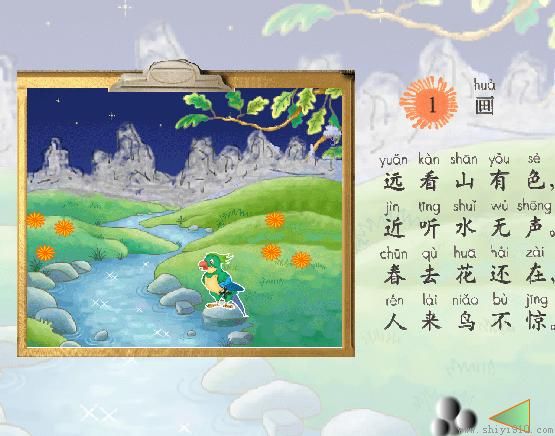 huà
1 画
yuǎn kàn shān yǒu sè
远看山有色，
jìn tīng shuǐ wú shēng
近听水无声。
chūn qù huā hái zài
春去花还在，
rén lái niǎo bù jīng
人来鸟不惊。
www.shiyi910.com